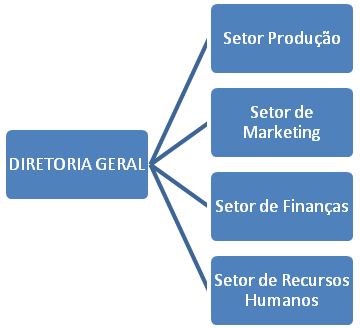 DIRETORIA GERAL
Setor Produção
Setor de
Marketing
Setor de Finanças
Setor de Recursos
Humanos